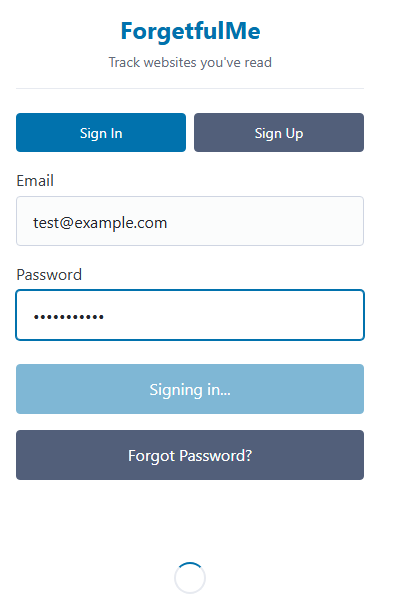 ForgetfulMe
Track websites you've read
Sign In Sign Up
Email
test@example.com
Password
•••••••••••
Signing in...
Forgot Password?